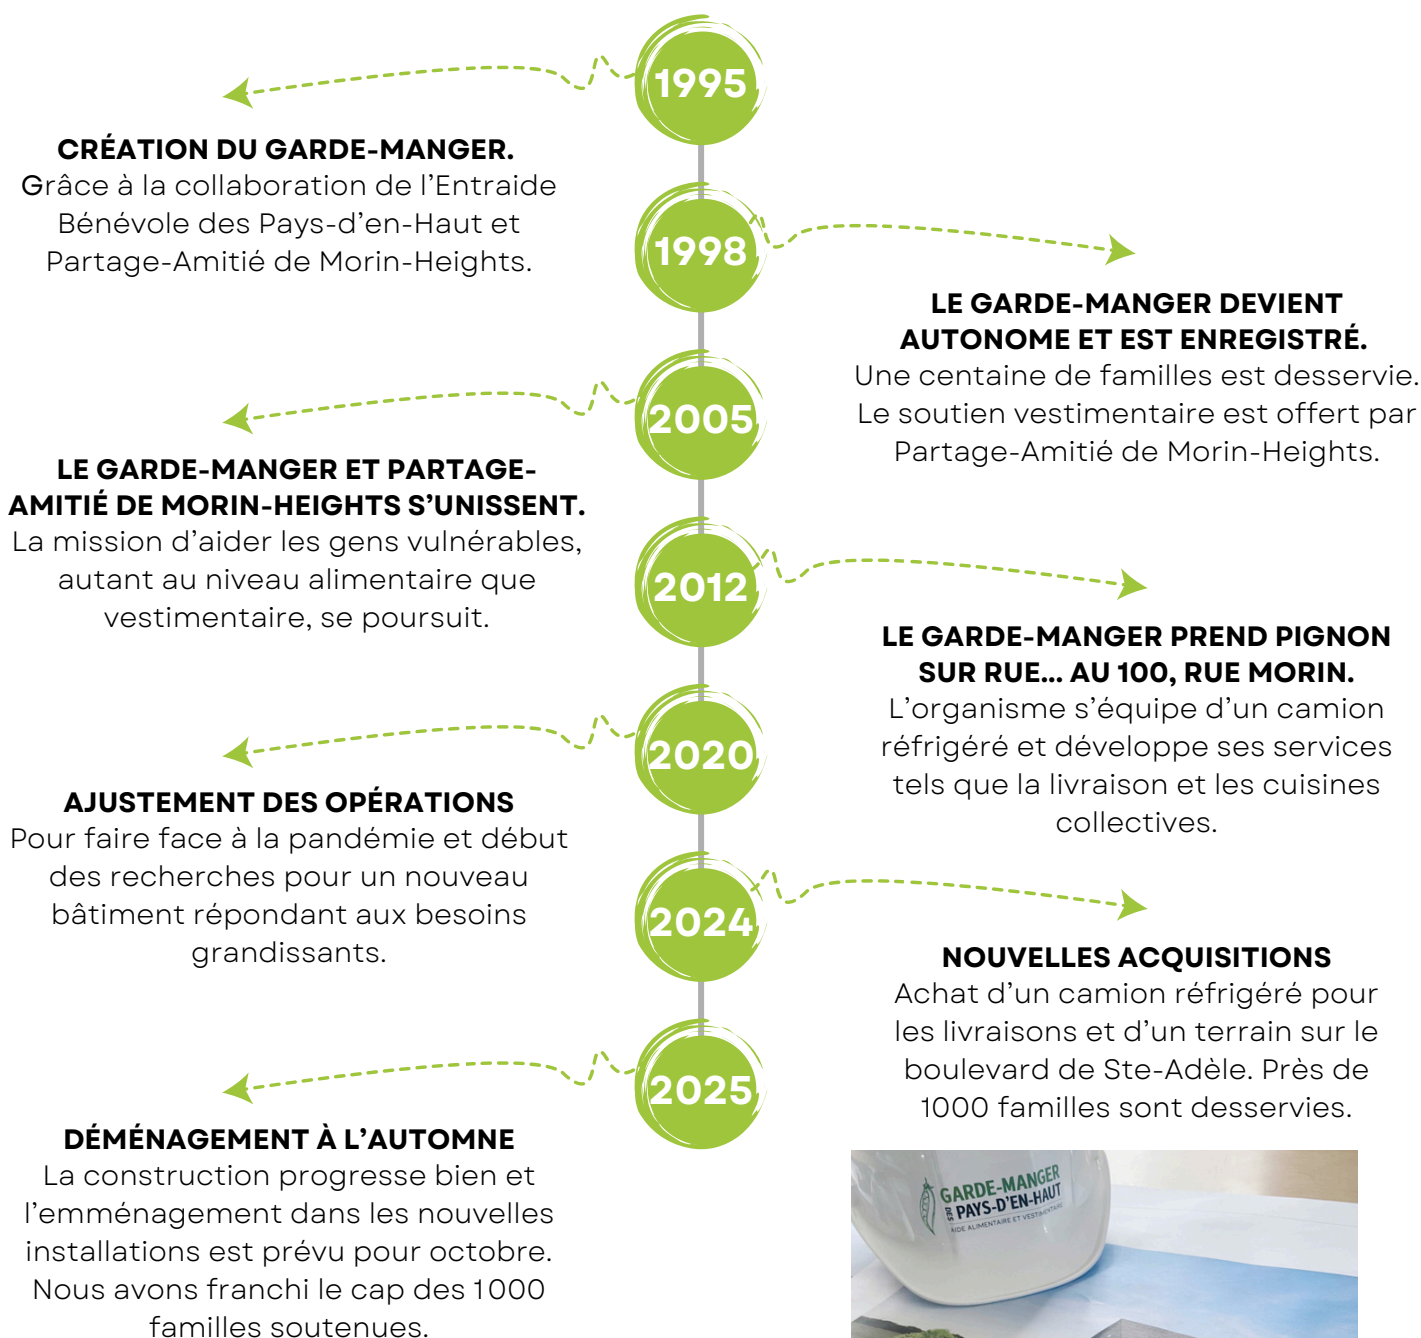 1995
CRÉATION DU GARDE-MANGER.
Grâce à la collaboration de l'Entraide
Bénévole des Pays-d'en-Haut et
Partage-Amitié de Morin-Heights.
1998
LE GARDE-MANGER DEVIENT
AUTONOME ET EST ENREGISTRÉ.
Une centaine de familles est desservie.
Le soutien vestimentaire est offert par
Partage-Amitié de Morin-Heights.
2005
LE GARDE-MANGER ET PARTAGE-
AMITIÉ DE MORIN-HEIGHTS S'UNISSENT.
La mission d'aider les gens vulnérables,
autant au niveau alimentaire que
vestimentaire, se poursuit.
2012
LE GARDE-MANGER PREND PIGNON
SUR RUE... AU 100, RUE MORIN.
L'organisme s'équipe d'un camion
réfrigéré et développe ses services
tels que la livraison et les cuisines
collectives.
2020
AJUSTEMENT DES OPÉRATIONS
Pour faire face à la pandémie et début
des recherches pour un nouveau
bâtiment répondant aux besoins
grandissants.
2024
NOUVELLES ACQUISITIONS
Achat d'un camion réfrigéré pour
les livraisons et d'un terrain sur le
boulevard de Ste-Adèle. Près de
1000 familles sont desservies.
2025
DÉMÉNAGEMENT À L'AUTOMNE
La construction progresse bien et
l'emménagement dans les nouvelles
installations est prévu pour octobre.
Nous avons franchi le cap des 1000
familles soutenues.
GARDE-MANGER
DES PAYS-D'EN-HAUT
AIDE ALIMENTAIRE ET VESTIMENTAIRE